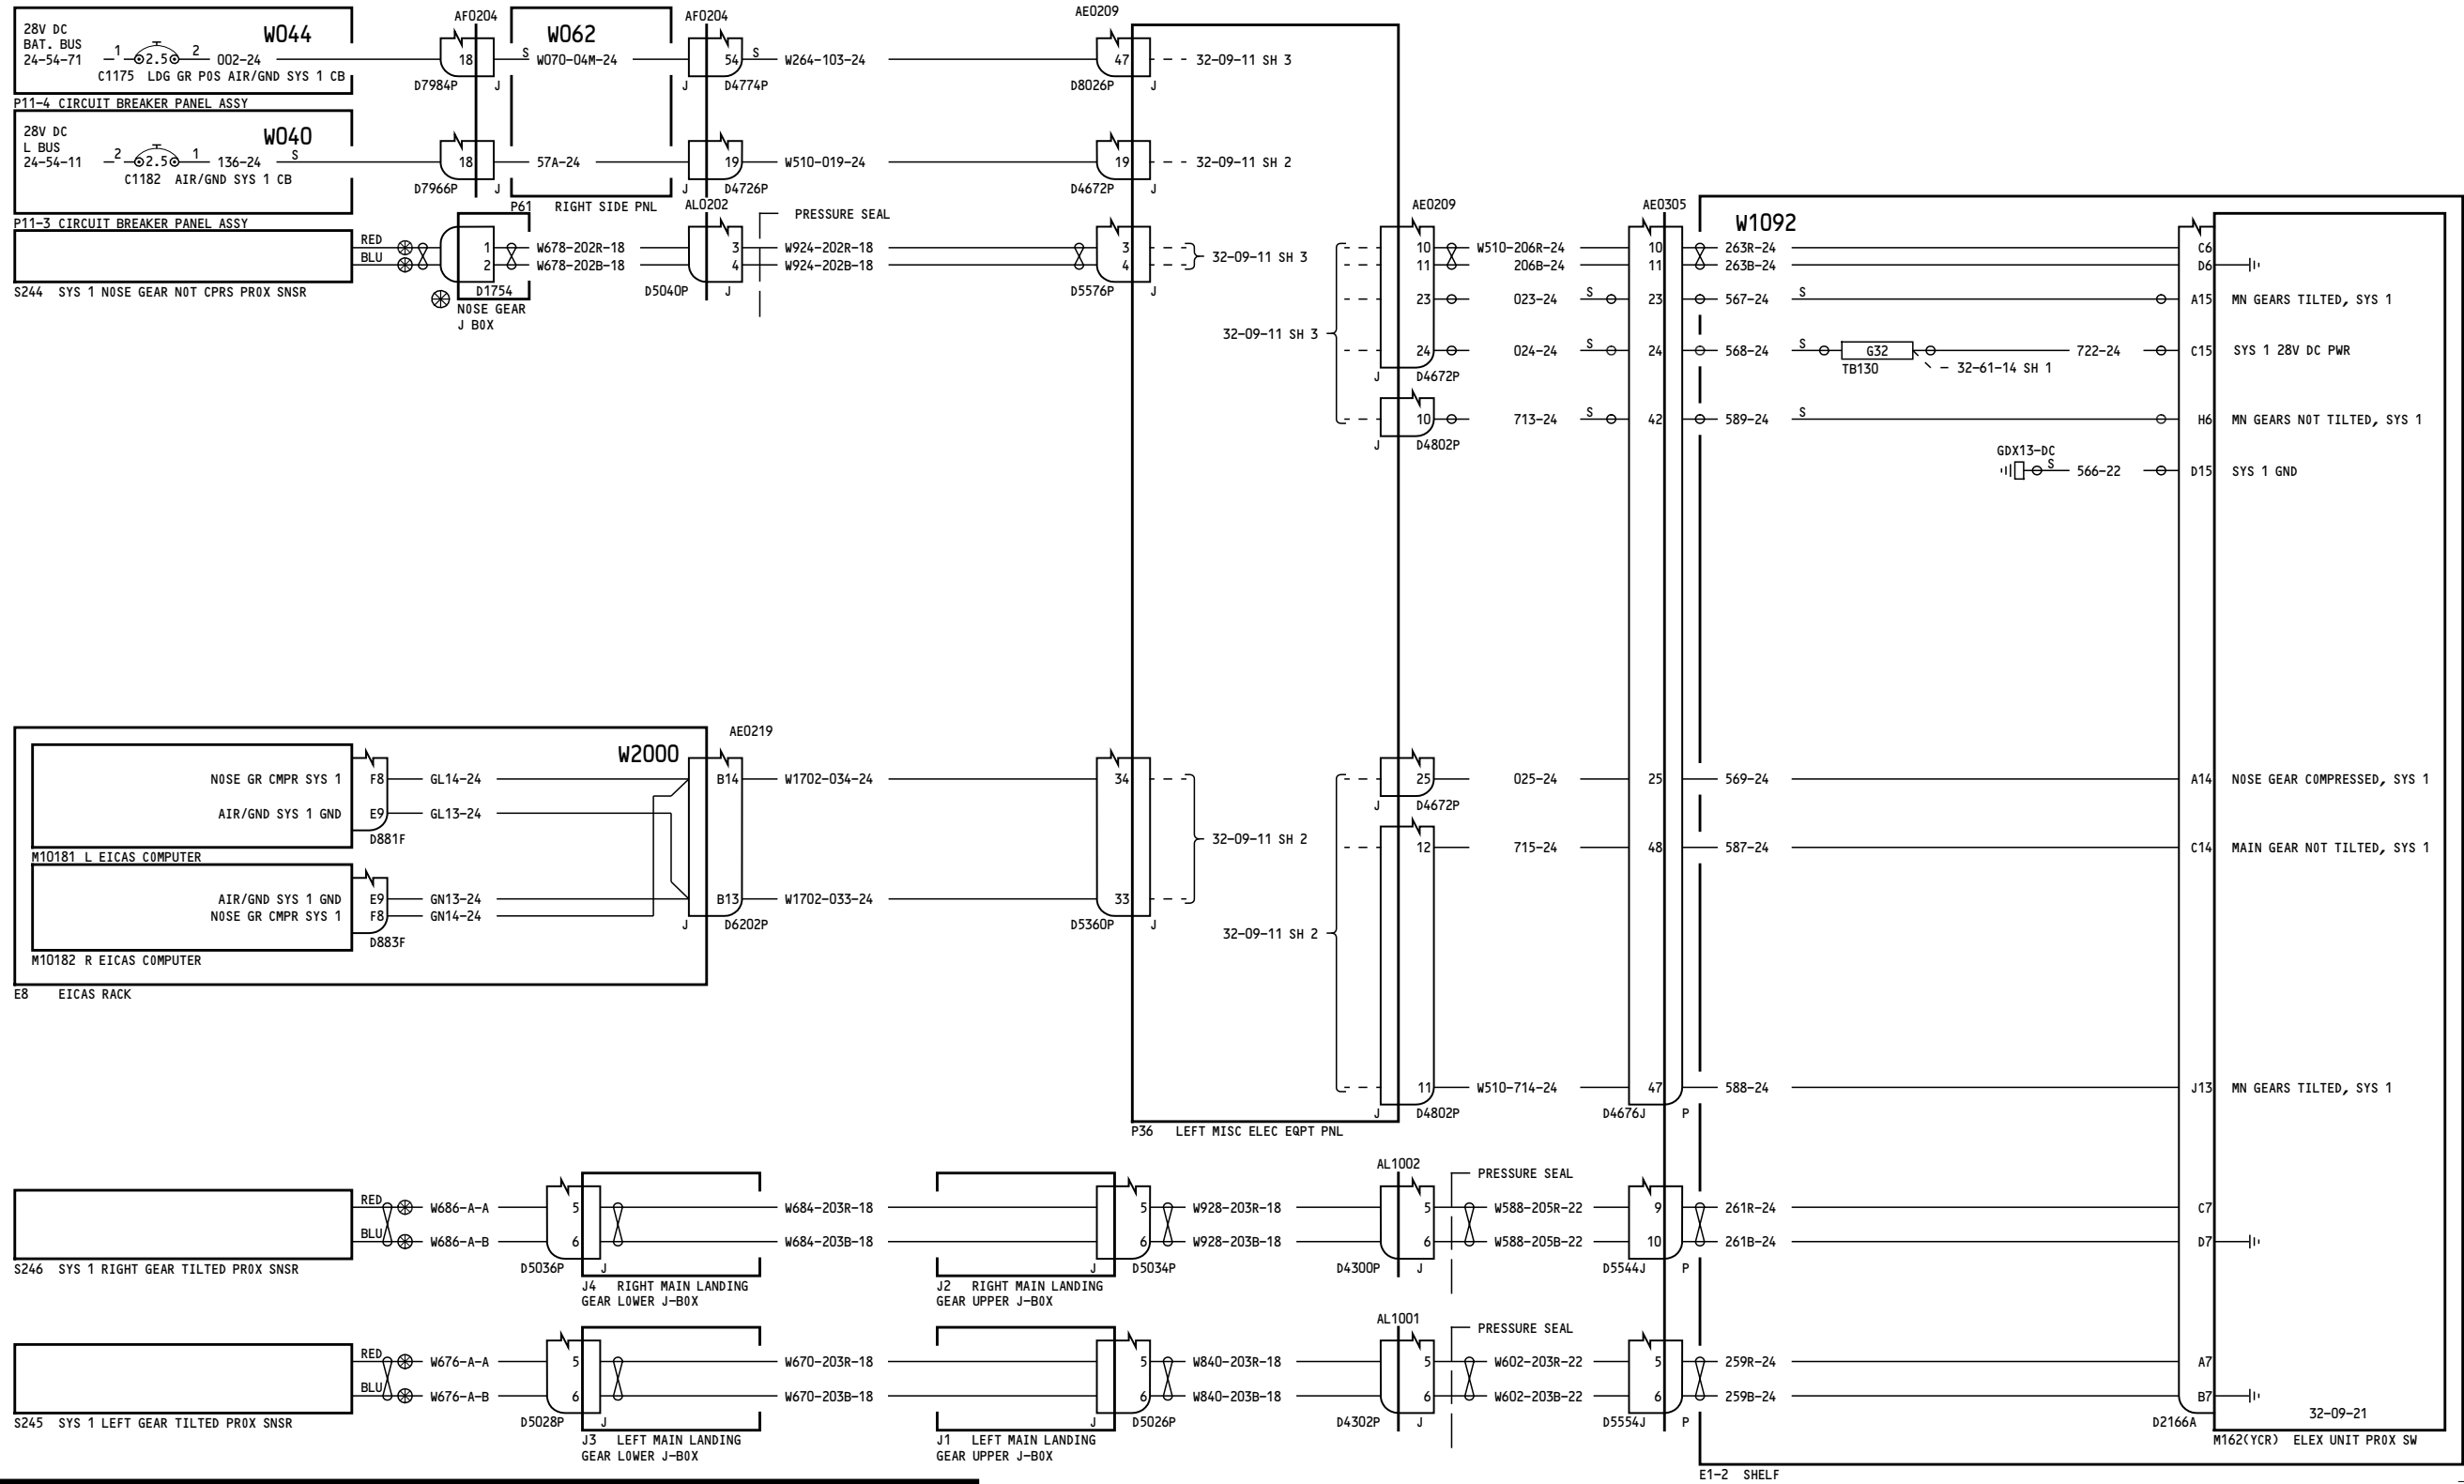 28V DC
BAT. BUS
24-54-71
1
2.5
2
002-24
W044
C1175 LDG GR POS AIR/GND SYS 1 CB
P11-4 CIRCUIT BREAKER PANEL ASSY
AF0204
18
D7984P
J
W062
S
W070-04M-24
AF0204
54
S
J
D4774P
W264-103-24
AE0209
47
D8026P
J
32-09-11 SH 3
28V DC
L BUS
24-54-11
2
2.5
1
136-24
S
W040
C1182 AIR/GND SYS 1 CB
P11-3 CIRCUIT BREAKER PANEL ASSY
18
D7966P
J
57A-24
P61 RIGHT SIDE PNL
19
J
D4726P
W510-019-24
19
D4672P
J
32-09-11 SH 2
S244 SYS 1 NOSE GEAR NOT CPRS PROX SNSR
RED
BLU
1
2
D1754
NOSE GEAR
J BOX
W678-202R-18
W678-202B-18
AL0202
3
4
D5040P
J
PRESSURE SEAL
W924-202R-18
W924-202B-18
3
4
D5576P
J
32-09-11 SH 3
32-09-11 SH 3
AE0209
10
11
23
24
J
D4672P
10
J
D4802P
W510-206R-24
206B-24
023-24
S
024-24
S
713-24
S
AE0305
10
11
23
24
42
W1092
263R-24
263B-24
567-24
S
568-24
S
G32
TB130
32-61-14 SH 1
722-24
589-24
S
GDX13-DC
S
566-22
C6
D6
A15 MN GEARS TILTED, SYS 1
C15 SYS 1 28V DC PWR
H6 MN GEARS NOT TILTED, SYS 1
D15 SYS 1 GND
W2000
NOSE GR CMPR SYS 1
F8
GL14-24
AIR/GND SYS 1 GND
E9
GL13-24
D881F
M10181 L EICAS COMPUTER
AIR/GND SYS 1 GND
E9
GN13-24
NOSE GR CMPR SYS 1
F8
GN14-24
D883F
M10182 R EICAS COMPUTER
E8 EICAS RACK
AE0219
B14
B13
J
D6202P
W1702-034-24
W1702-033-24
34
33
D5360P
J
32-09-11 SH 2
32-09-11 SH 2
25
J
D4672P
12
11
J
D4802P
P36 LEFT MISC ELEC EQPT PNL
025-24
715-24
W510-714-24
25
48
47
D4676J
P
569-24
587-24
588-24
A14 NOSE GEAR COMPRESSED, SYS 1
C14 MAIN GEAR NOT TILTED, SYS 1
J13 MN GEARS TILTED, SYS 1
S246 SYS 1 RIGHT GEAR TILTED PROX SNSR
RED
BLU
W686-A-A
W686-A-B
5
6
D5036P
J
J4 RIGHT MAIN LANDING
GEAR LOWER J-BOX
W684-203R-18
W684-203B-18
J2 RIGHT MAIN LANDING
GEAR UPPER J-BOX
5
6
J
D5034P
W928-203R-18
W928-203B-18
AL1002
5
6
D4300P
J
PRESSURE SEAL
W588-205R-22
W588-205B-22
9
10
D5544J
P
261R-24
261B-24
C7
D7
S245 SYS 1 LEFT GEAR TILTED PROX SNSR
RED
BLU
W676-A-A
W676-A-B
5
6
D5028P
J
J3 LEFT MAIN LANDING
GEAR LOWER J-BOX
W670-203R-18
W670-203B-18
J1 LEFT MAIN LANDING
GEAR UPPER J-BOX
5
6
J
D5026P
W840-203R-18
W840-203B-18
AL1001
5
6
D4302P
J
PRESSURE SEAL
W602-203R-22
W602-203B-22
5
6
D5554J
P
259R-24
259B-24
A7
B7
D2166A
32-09-21
M162(YCR) ELEX UNIT PROX SW
E1-2 SHELF